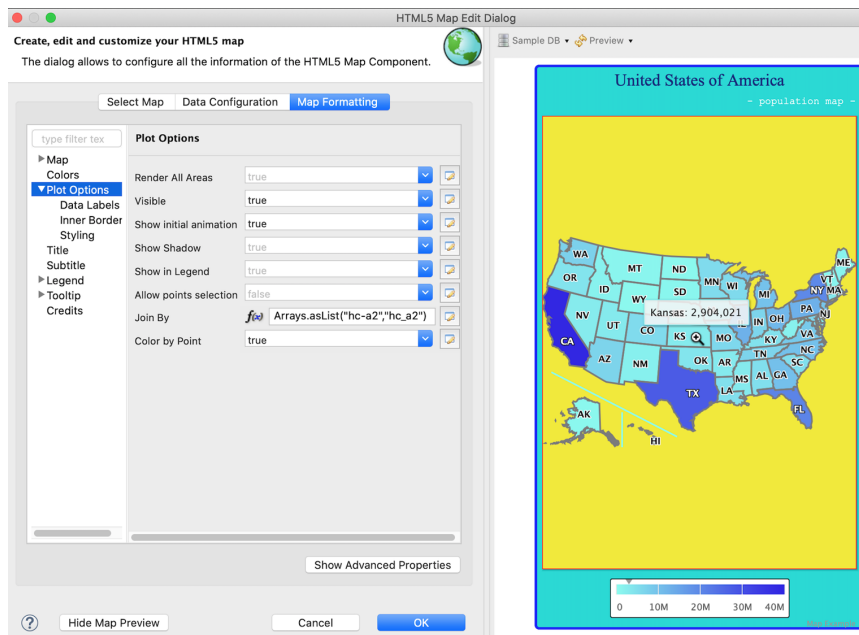 HTML5 Map Edit Dialog
Create, edit and customize your HTML5 map
The dialog allows to configure all the information of the HTML5 Map Component.
Select Map
Data Configuration
Map Formatting
type filter tex
Map
Colors
Plot Options
Data Labels
Inner Border
Styling
Title
Subtitle
Legend
Tooltip
Credits
Plot Options
Render All Areas true
Visible true
Show initial animation true
Show Shadow true
Show in Legend true
Allow points selection false
Join By f(x) Arrays.asList("hc-a2","hc_a2")
Color by Point true
Show Advanced Properties
? Hide Map Preview Cancel OK
Sample DB Preview
United States of America
- population map -
WA
ME
MT
ND
VT
OR
MN
ID
SD
WI
NY
MA
WY
MI
Kansas: 2,904,021
PA
NJ
NV
IN
OH
UT
CO
KS
MO
KY
VA
CA
NC
AZ
TN
NM
OK
AR
SC
MS
AL
GA
TX
LA
FL
AK
HI
0 10M 20M 30M 40M